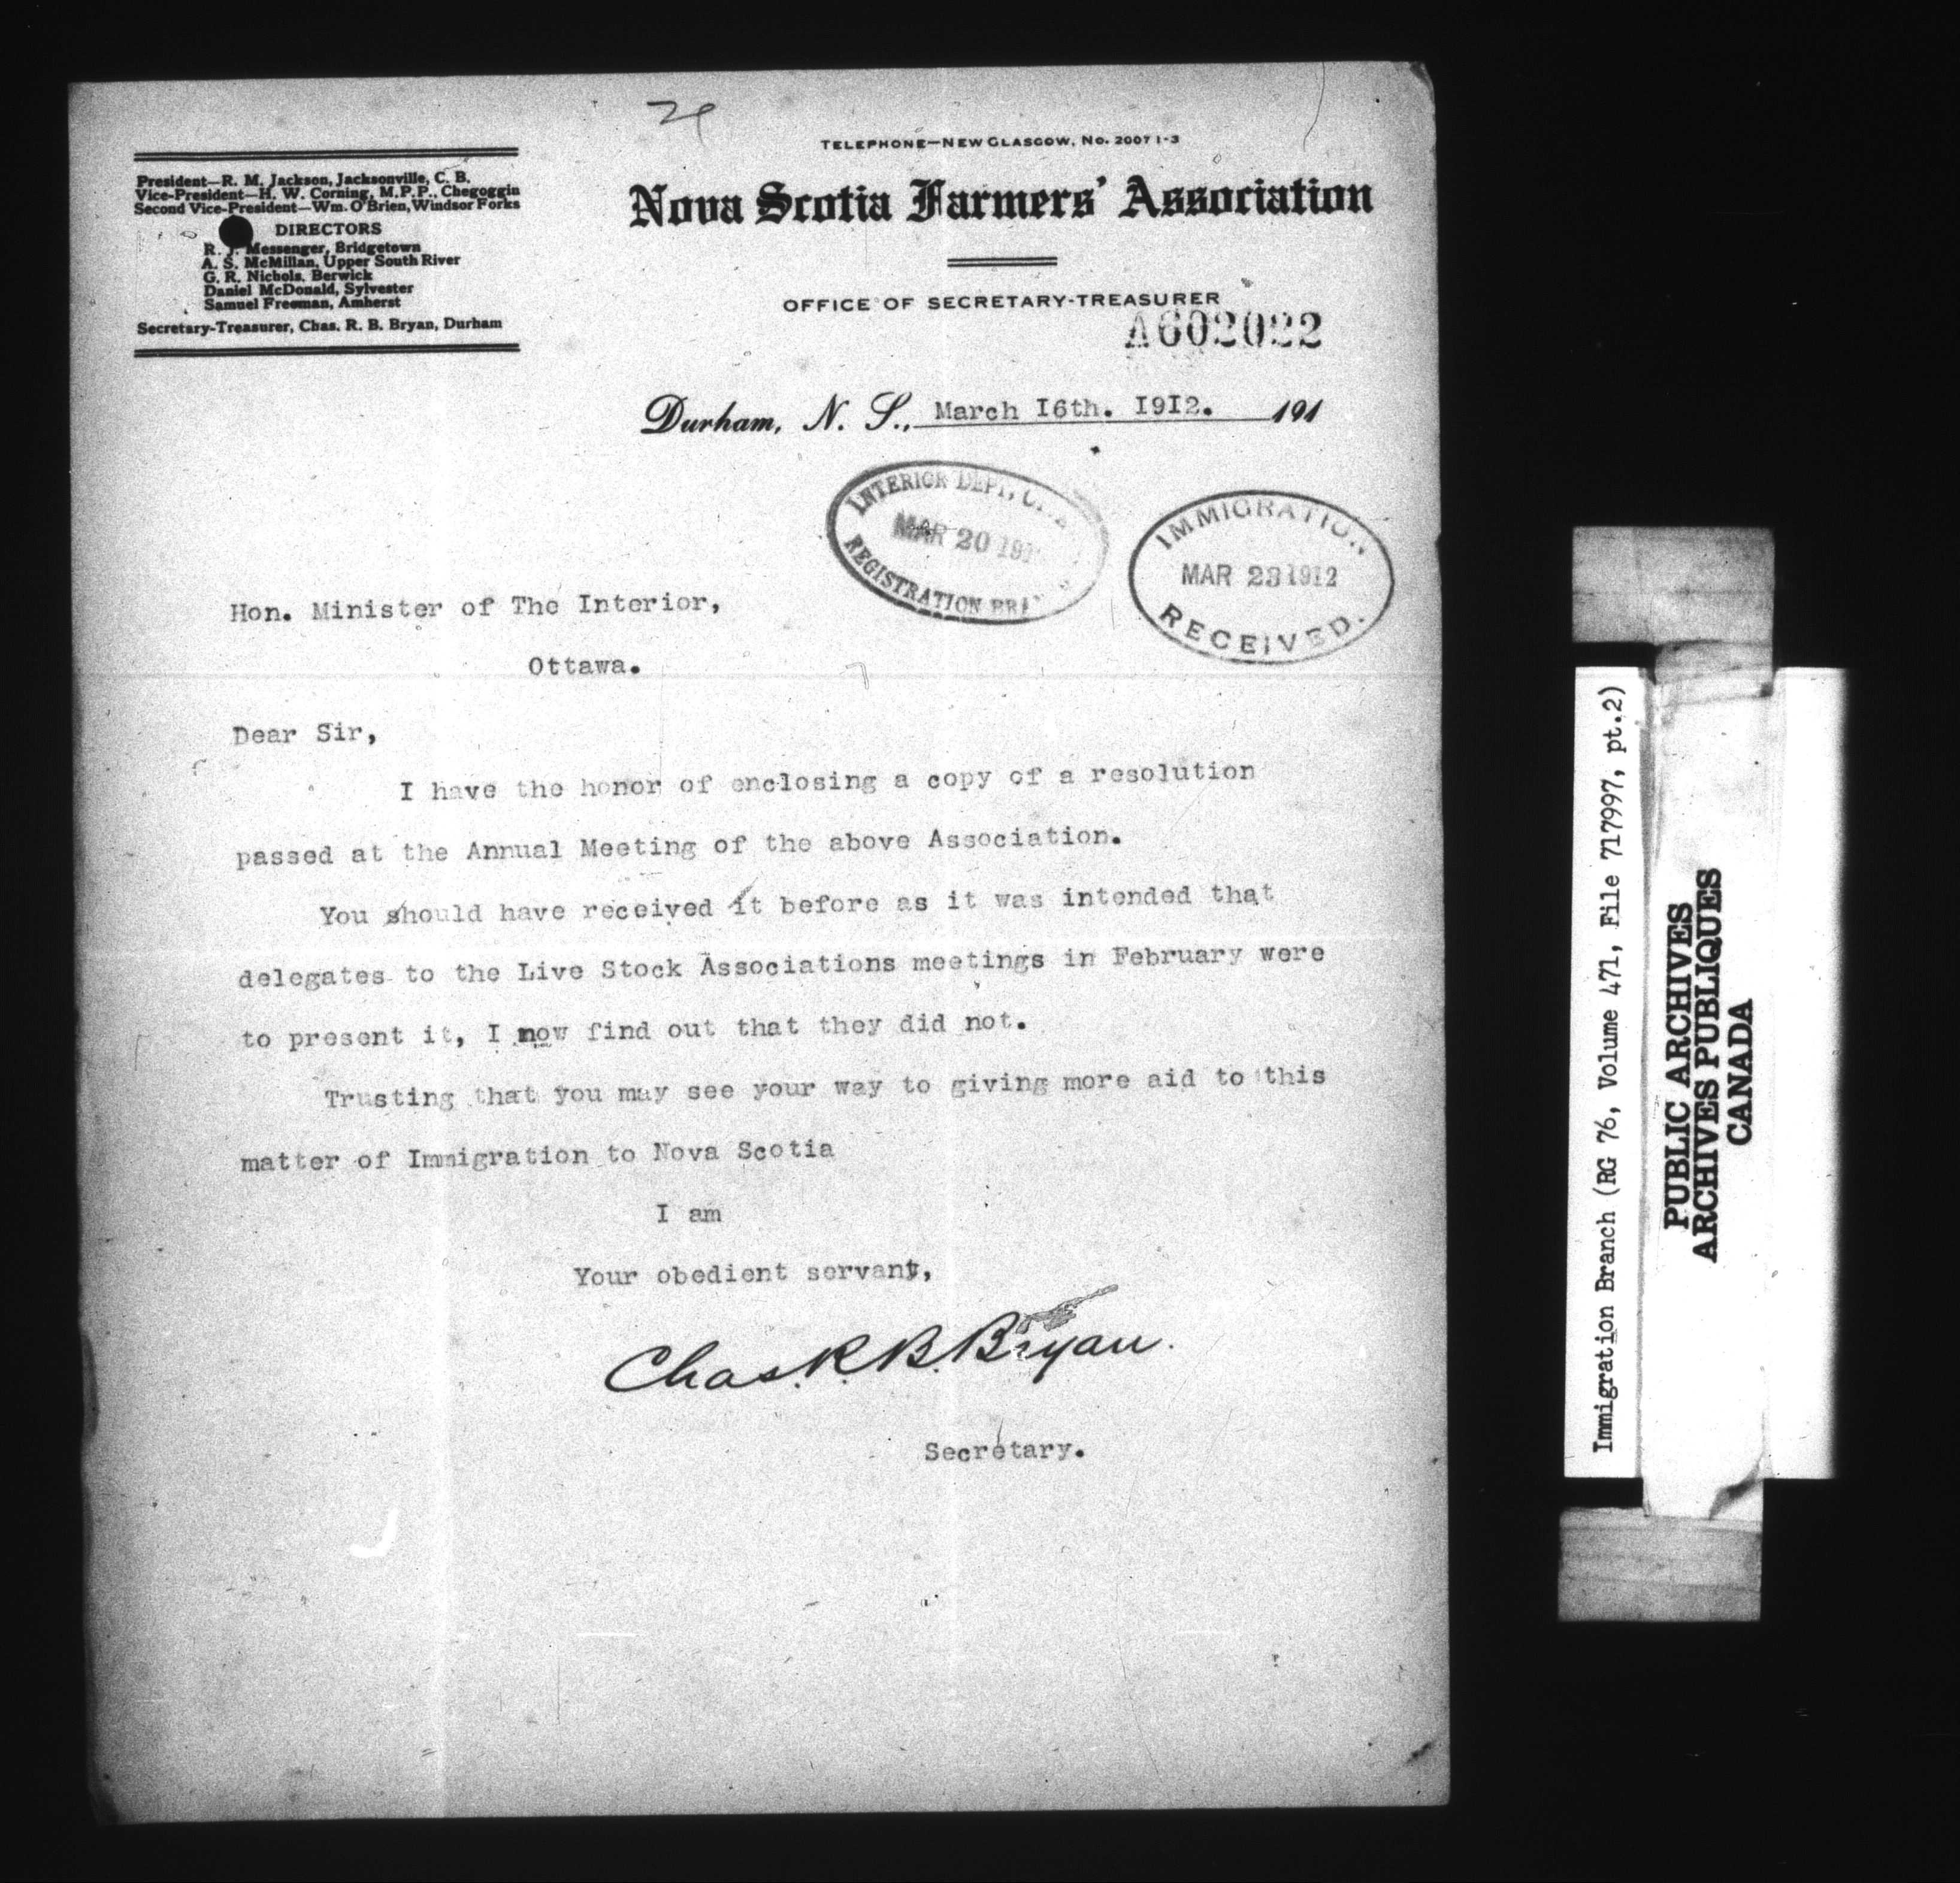 TELEPHONE—NEW GLASGOW, No. 2007 1-3
President—R. M. Jackson, Jacksonville, C. B.
Vice-President—H. W. Corning, M.P.P., Chegoggin
Second Vice-President—Wm. O'Brien, Windsor Forks
DIRECTORS
R. J. Messenger, Bridgetown
A. S. McMillan, Upper South River
G. R. Nichols, Berwick
Daniel McDonald, Sylvester
Samuel Freeman, Amherst
Secretary-Treasurer, Chas. R. B. Bryan, Durham
Nova Scotia Farmers' Association
OFFICE OF SECRETARY-TREASURER
A602022
Durham, N. S., March I6th. I9I2. 191
INTERIOR DEPT.
MAR 20 191
REGISTRATION
IMMIGRATION
MAR 23 1912
RECEIVED.
Hon. Minister of The Interior,
Ottawa.
Dear Sir,
I have the honor of enclosing a copy of a resolution
passed at the Annual Meeting of the above Association.
You should have received it before as it was intended that
delegates to the Live Stock Associations meetings in February were
to present it, I now find out that they did not.
Trusting that you may see your way to giving more aid to this
matter of Immigration to Nova Scotia
I am
Your obedient servant,
Chas. R. B. Bryan.
Secretary.
Immigration Branch (RG 76, Volume 471, File 717997, pt.2)
PUBLIC ARCHIVES
ARCHIVES PUBLIQUES
CANADA